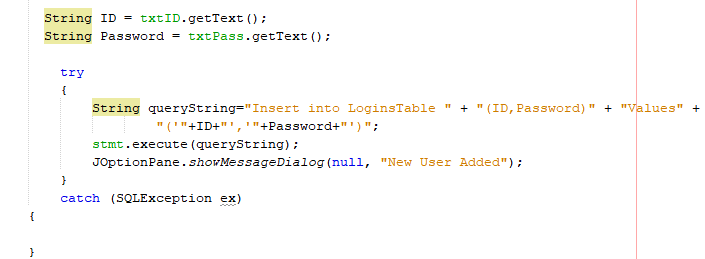 String ID = txtID.getText();
String Password = txtPass.getText();
try
{
String queryString="Insert into LoginsTable " + "(ID,Password)" + "Values" +
"('"+ID+"','"+Password+"')";
stmt.execute(queryString);
JOptionPane.showMessageDialog(null, "New User Added");
}
catch (SQLException ex)
{
}